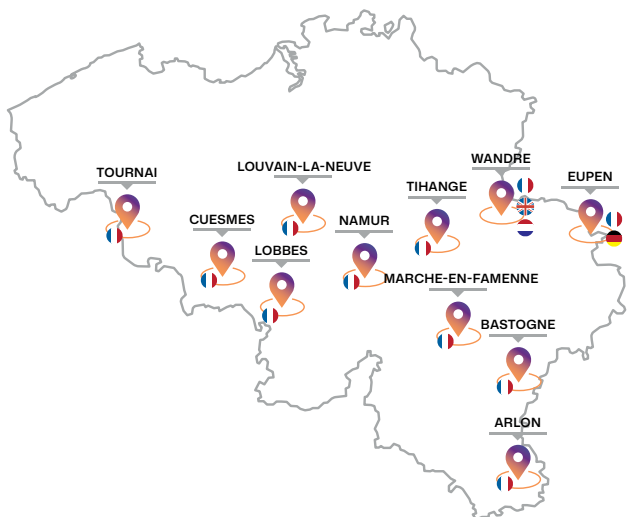 WANDRE
LOUVAIN-LA-NEUVE
TOURNAI
EUPEN
TIHANGE
CUESMES
NAMUR
LOBBES
MARCHE-EN-FAMENNE
BASTOGNE
ARLON